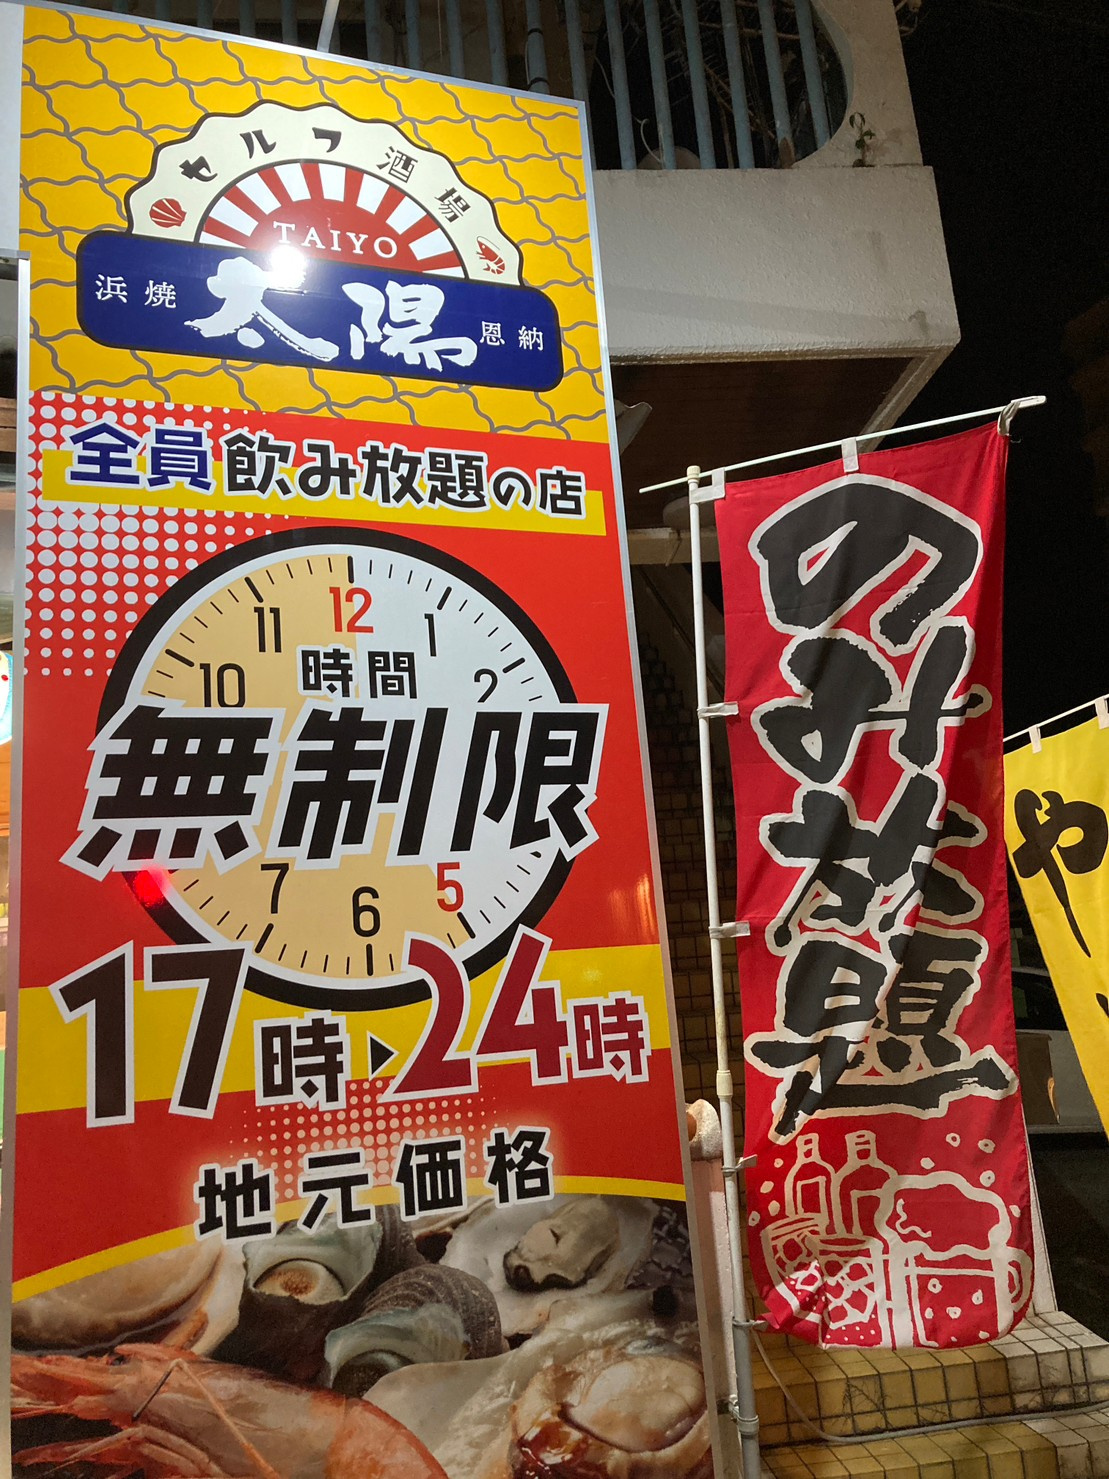 セルフ酒場
TAIYO
浜焼 太陽 恩納
全員飲み放題の店
12
11
1
10
2
時間
無制限
7
5
6
17時▶24時
地元価格
のみ放題
や